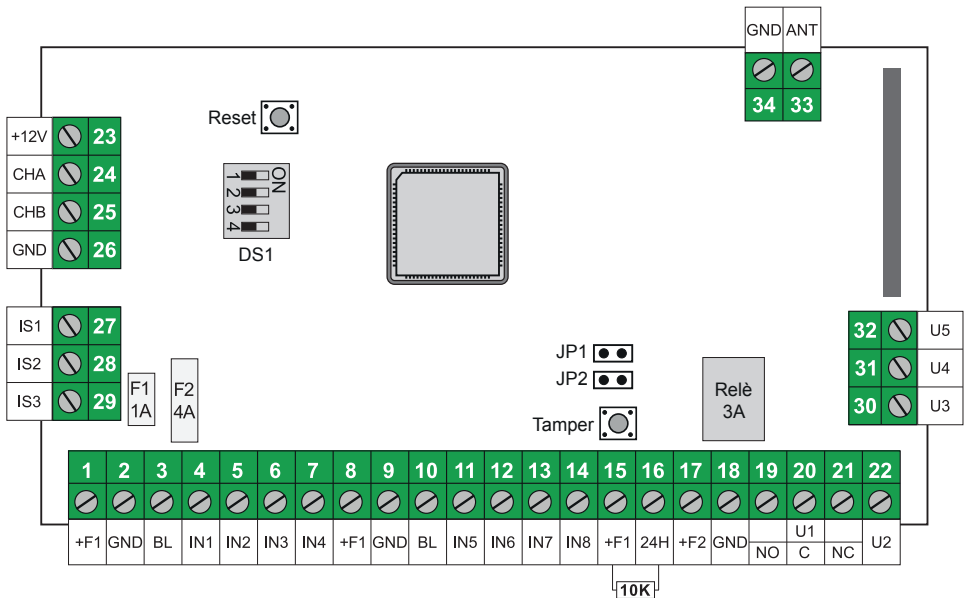 GND ANT
34 33
Reset
+12V 23
CHA 24
CHB 25
GND 26
ON
1
2
3
4
DS1
IS1 27
IS2 28
IS3 29
F1
1A
F2
4A
JP1
JP2
Tamper
Relè
3A
32 U5
31 U4
30 U3
1 2 3 4 5 6 7 8 9 10 11 12 13 14 15 16 17 18 19 20 21 22
+F1 GND BL IN1 IN2 IN3 IN4 +F1 GND BL IN5 IN6 IN7 IN8 +F1 24H +F2 GND U1 U2
NO C NC
10K